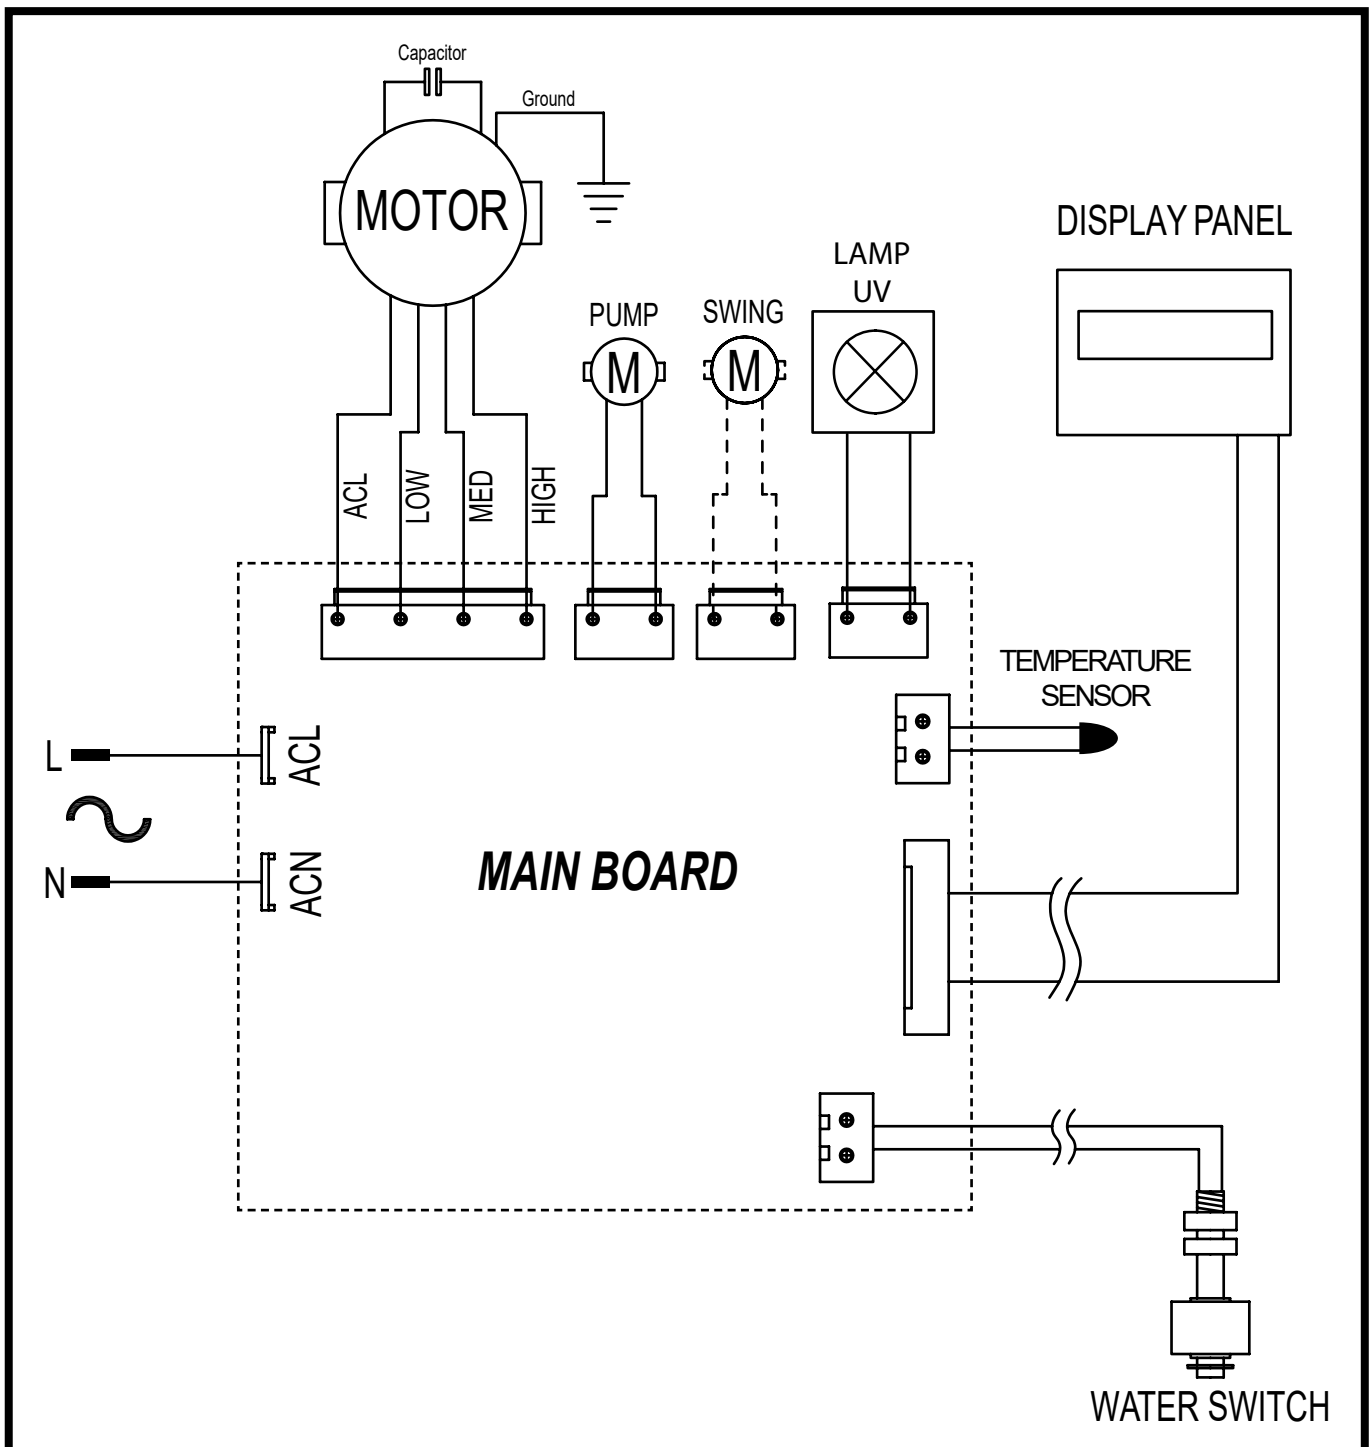 Capacitor
Ground
MOTOR
DISPLAY PANEL
LAMP
UV
PUMP
SWING
M
M
ACL
LOW
MED
HIGH
TEMPERATURE
SENSOR
L
ACL
MAIN BOARD
N
ACN
WATER SWITCH